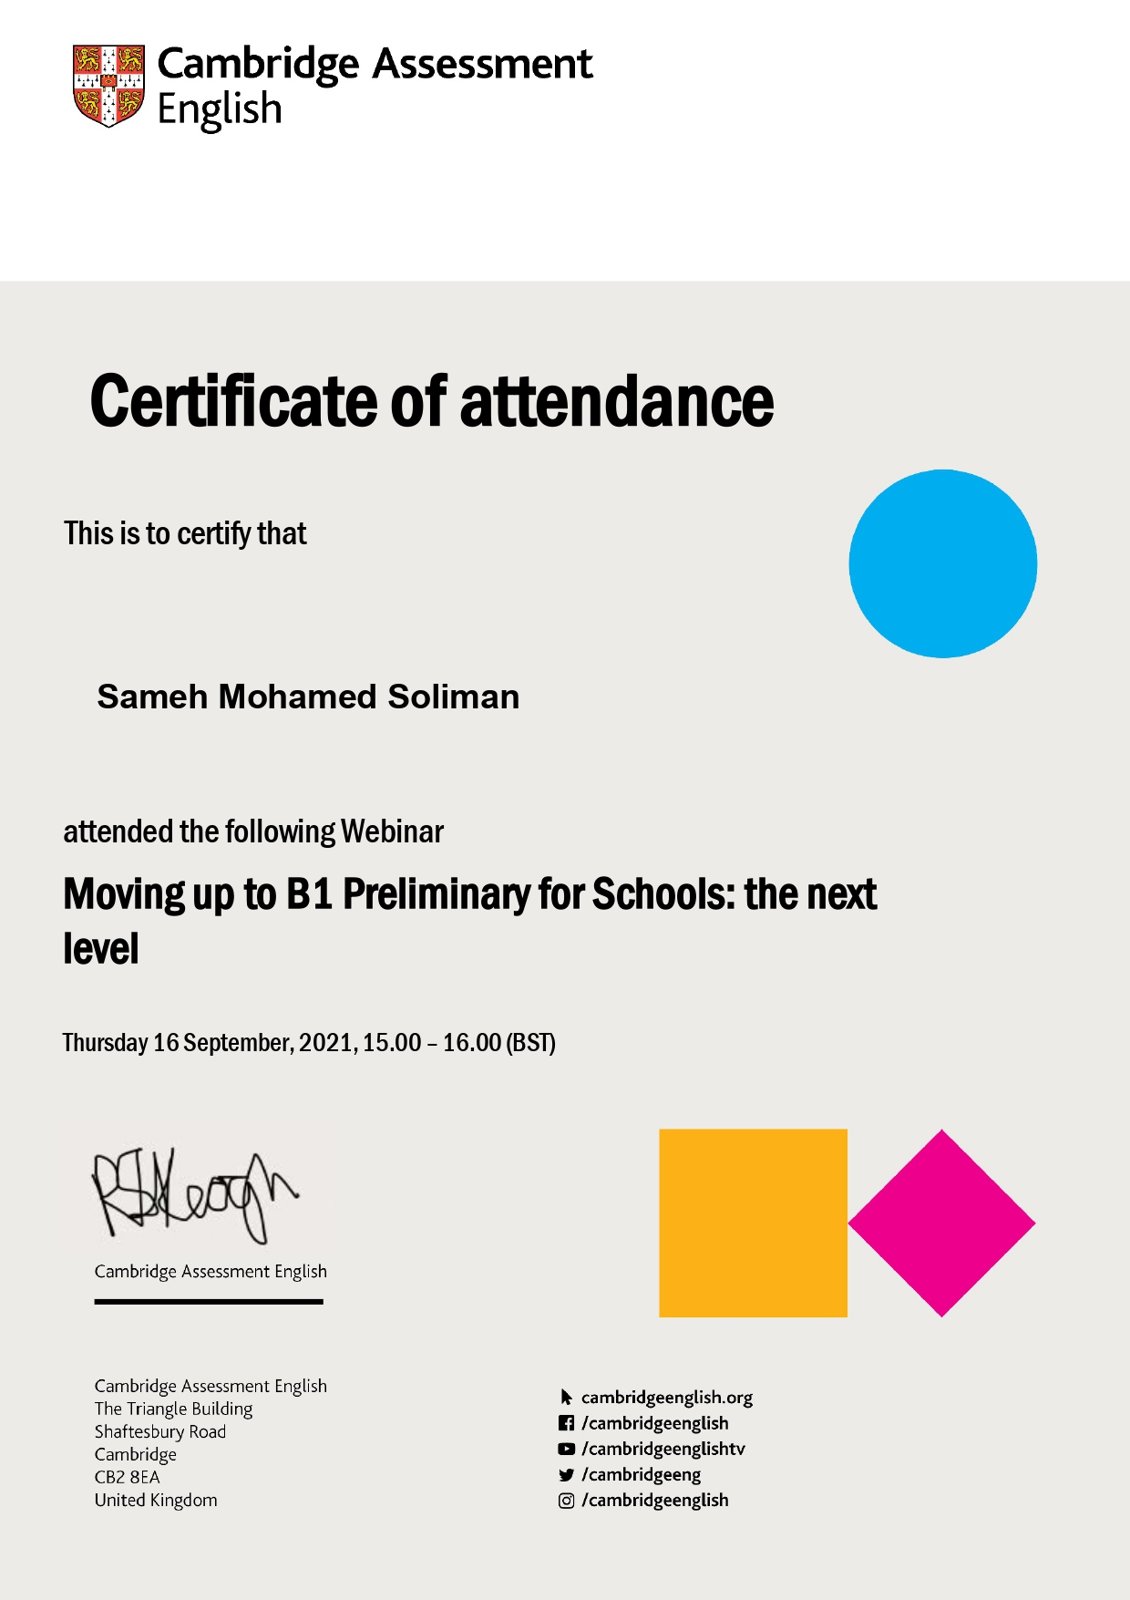 Cambridge Assessment
English
Certificate of attendance
This is to certify that
Sameh Mohamed Soliman
attended the following Webinar
Moving up to B1 Preliminary for Schools: the next
level
Thursday 16 September, 2021, 15.00 – 16.00 (BST)
RJKeogh
Cambridge Assessment English
Cambridge Assessment English
The Triangle Building
Shaftesbury Road
Cambridge
CB2 8EA
United Kingdom
cambridgeenglish.org
/cambridgeenglish
/cambridgeenglishtv
/cambridgeeng
/cambridgeenglish